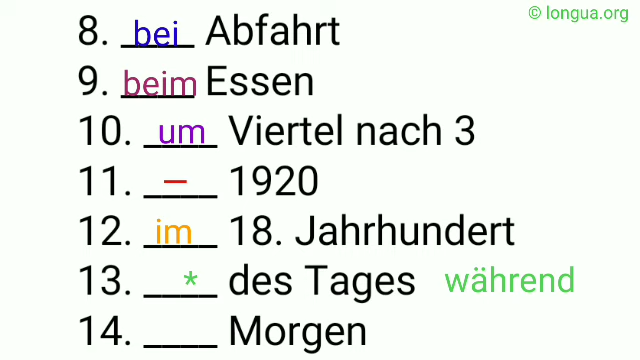 © longua.org
8. bei Abfahrt
9. beim Essen
10. um Viertel nach 3
11. – 1920
12. im 18. Jahrhundert
13. * des Tages während
14. ____ Morgen